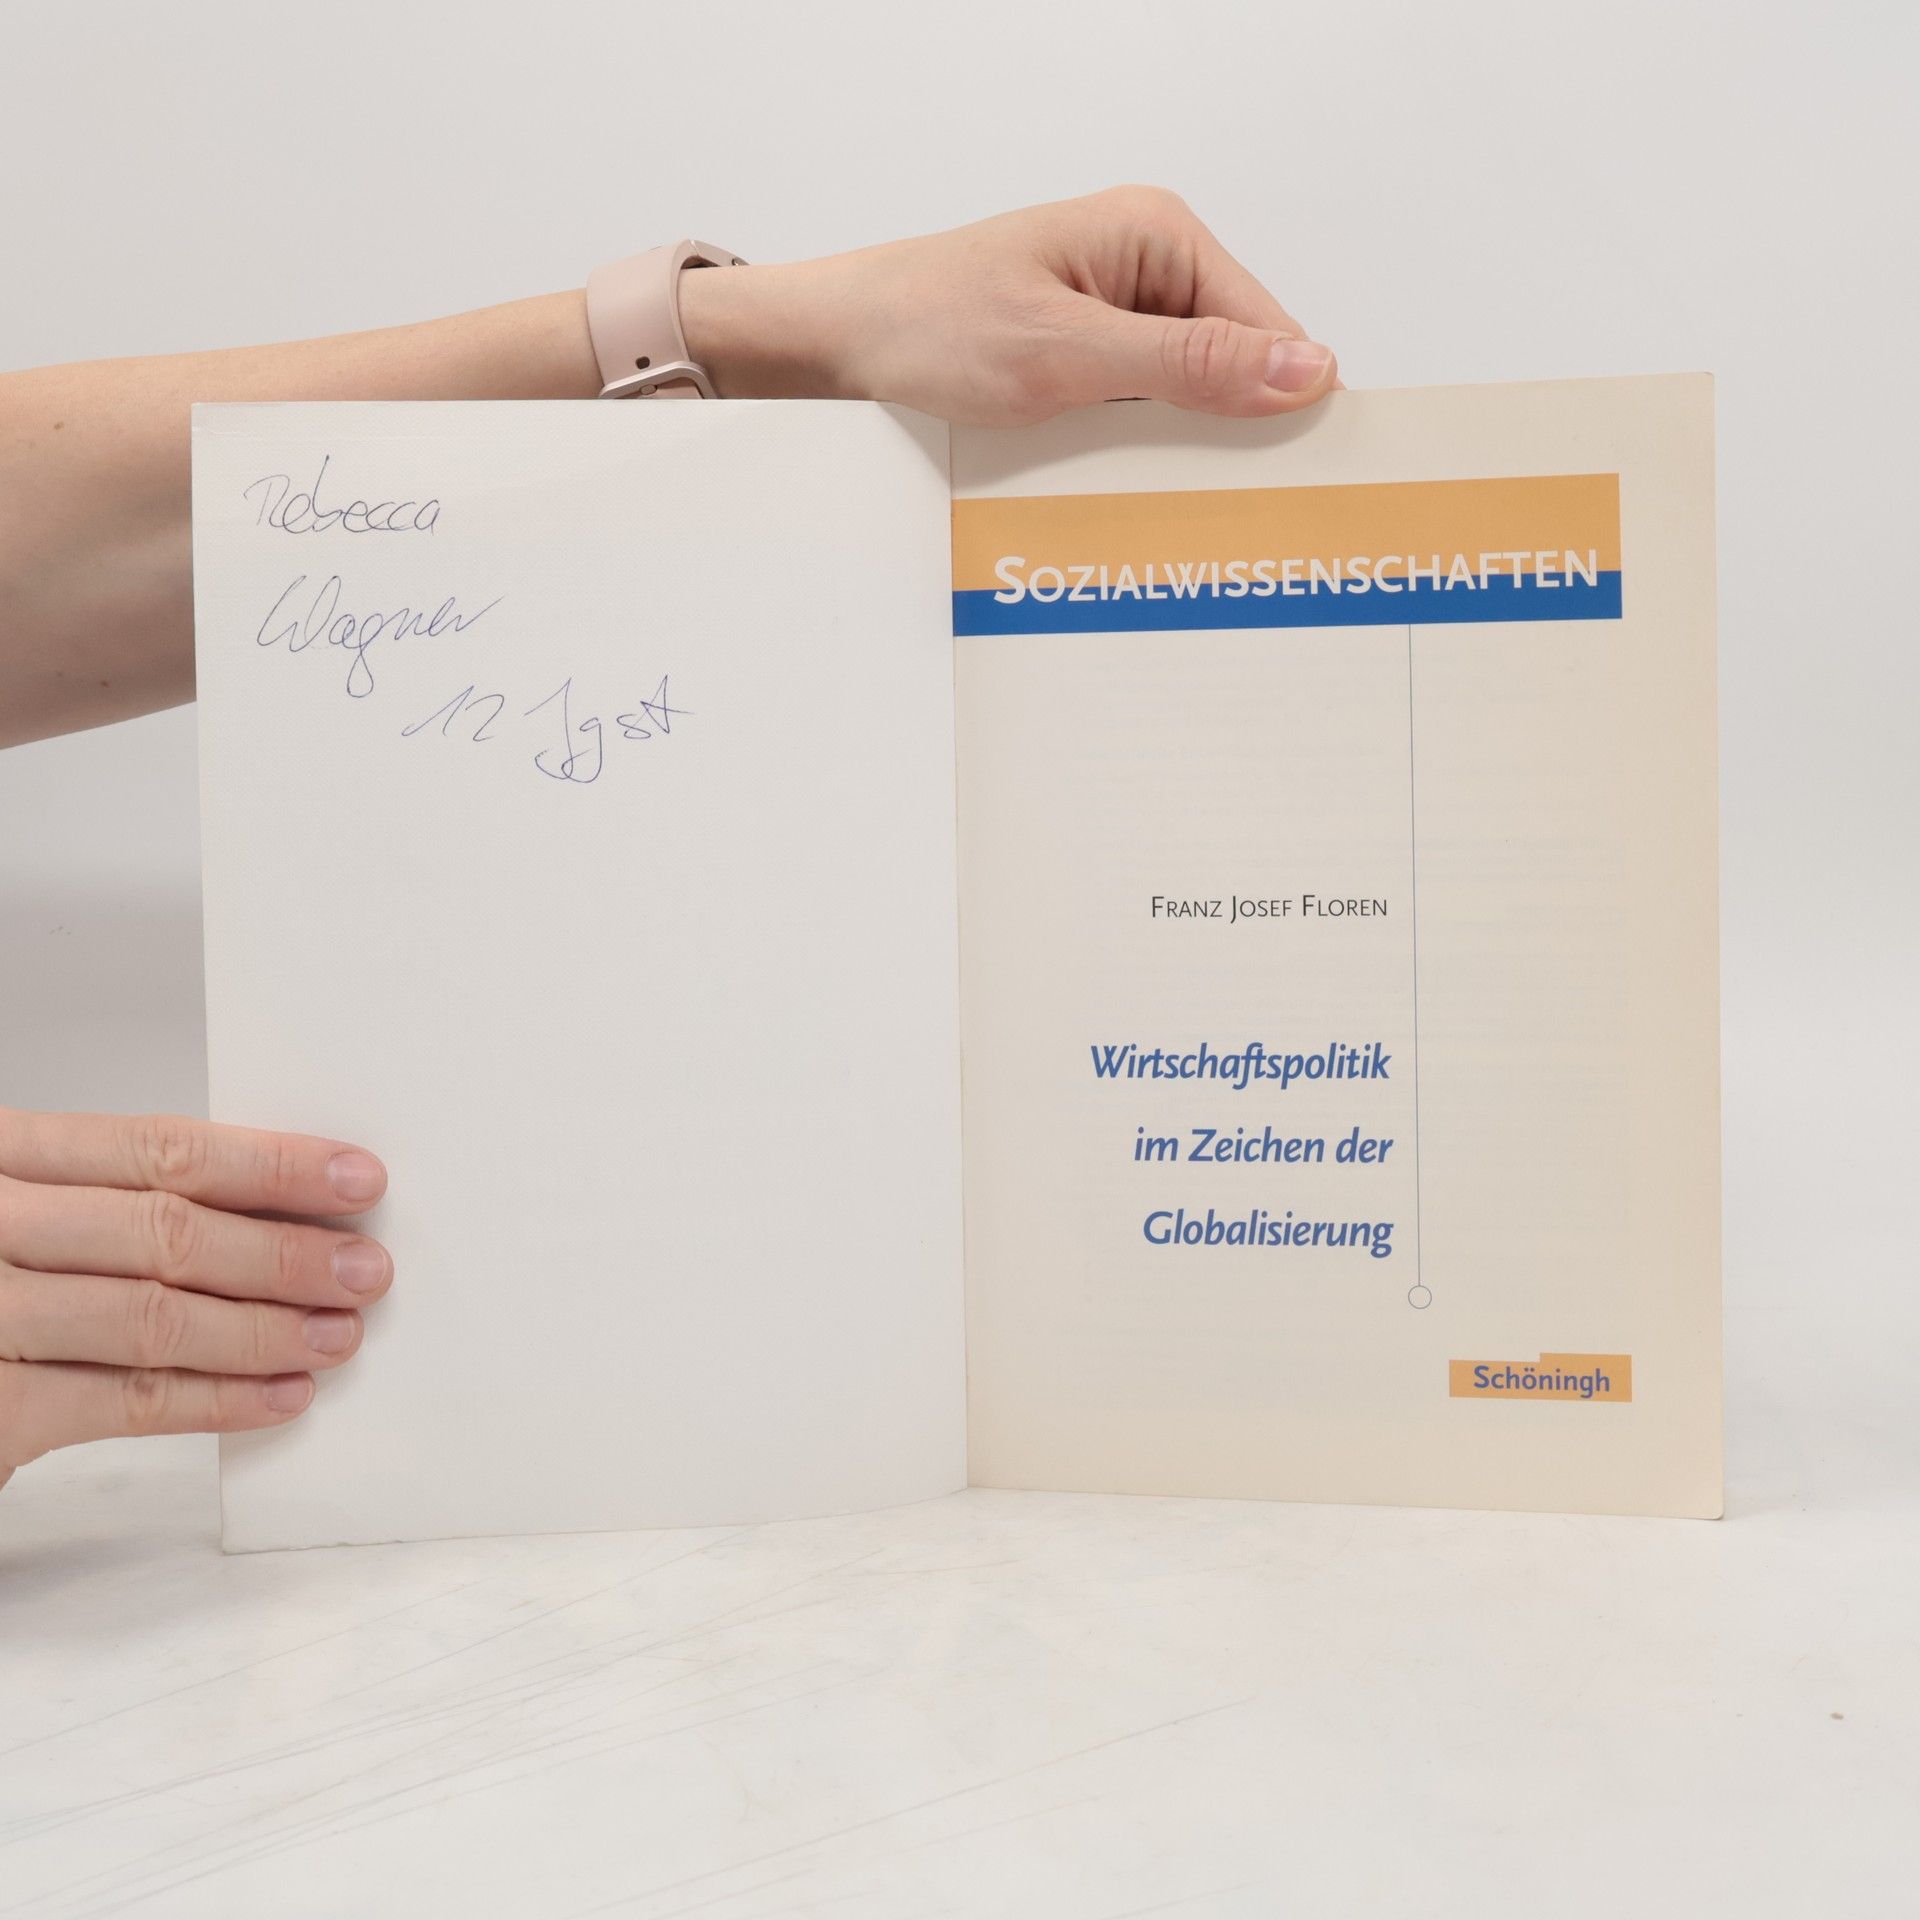 Rebecca
Wagner
12 Jgst
SOZIALWISSENSCHAFTEN
FRANZ JOSEF FLOREN
Wirtschaftspolitik
im Zeichen der
Globalisierung
Schöningh